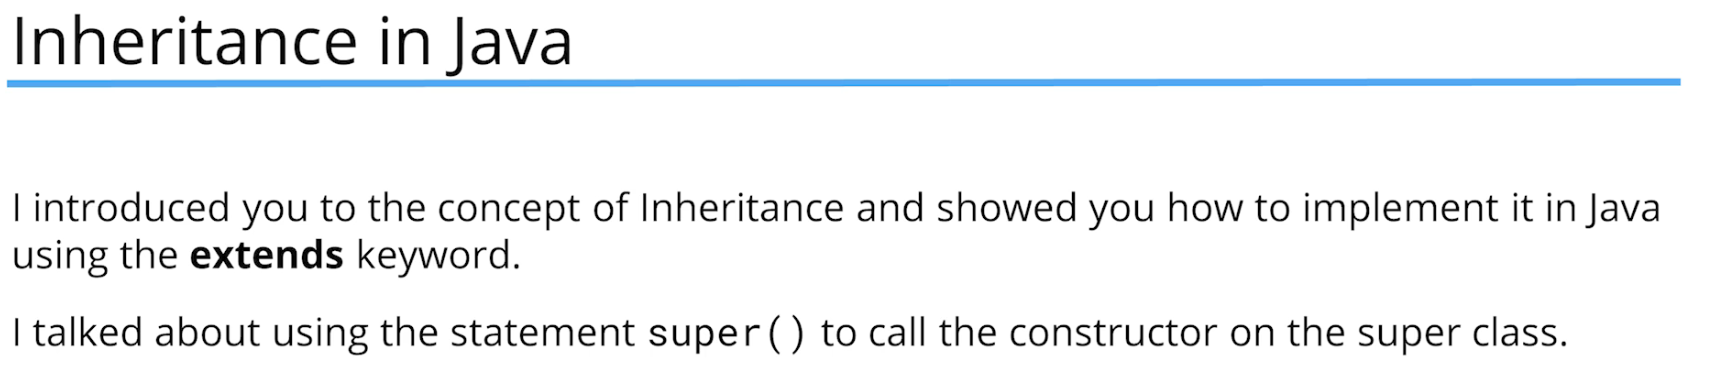 Inheritance in Java
I introduced you to the concept of Inheritance and showed you how to implement it in Java
using the extends keyword.
I talked about using the statement super() to call the constructor on the super class.